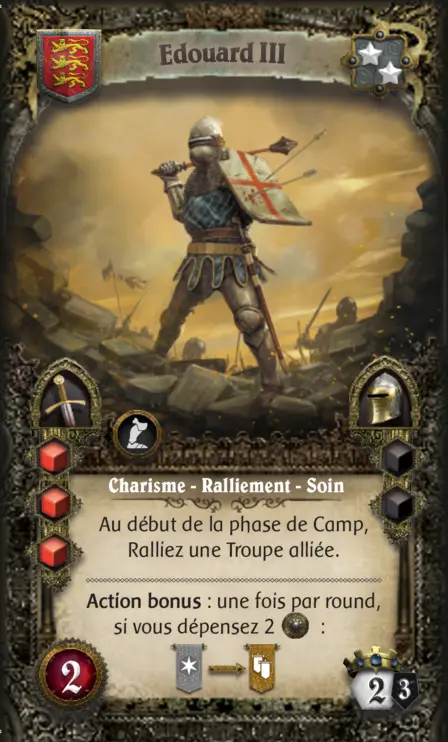 Edouard III
Charisme - Ralliement - Soin
Au début de la phase de Camp,
Ralliez une Troupe alliée.
Action bonus : une fois par round,
si vous dépensez 2 :
2
2 3